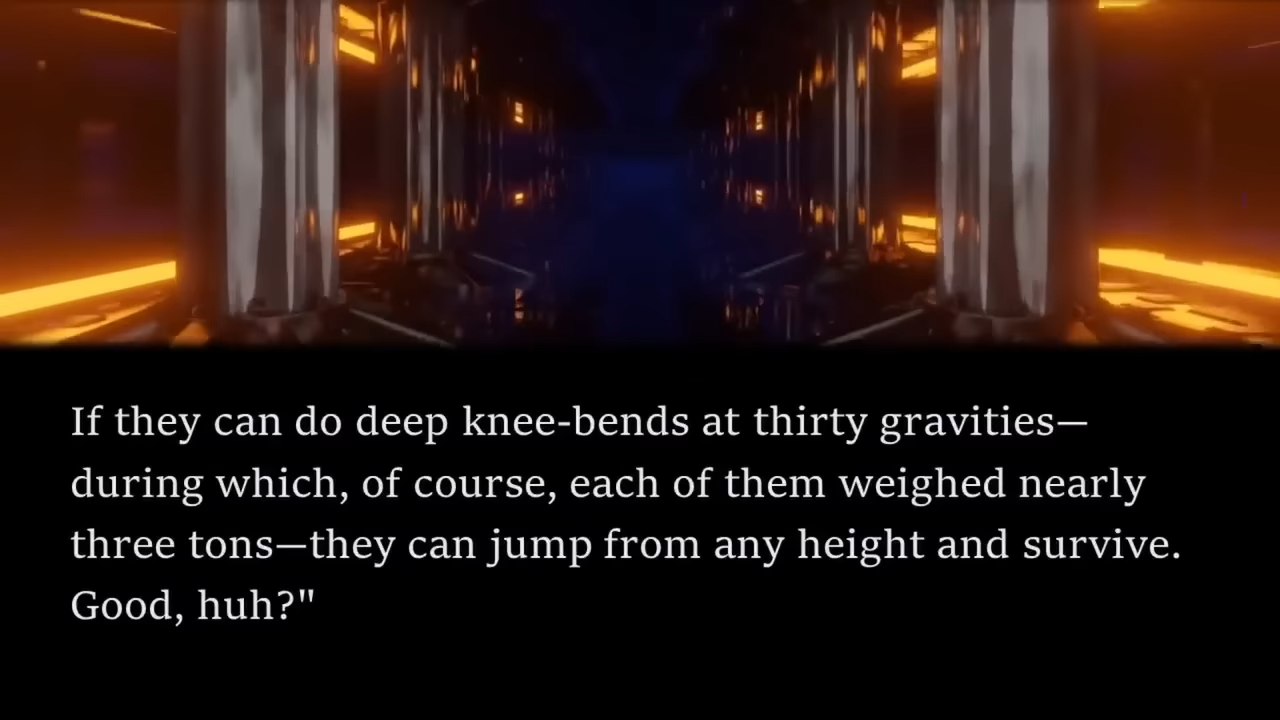 If they can do deep knee-bends at thirty gravities—
during which, of course, each of them weighed nearly
three tons—they can jump from any height and survive.
Good, huh?"